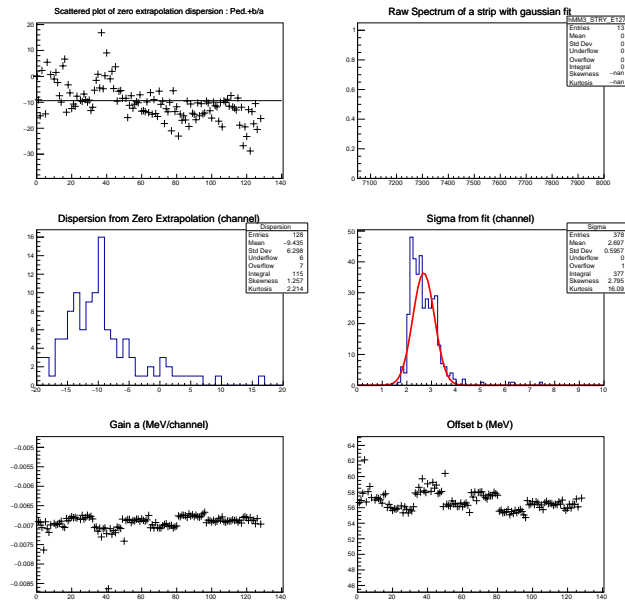 Scattered plot of zero extrapolation dispersion : Ped.+b/a
20
10
0
−10
−20
−30
0 20 40 60 80 100 120 140
Raw Spectrum of a strip with gaussian fit
hMM3_STRY_E127
Entries 13
Mean 0
Std Dev 0
Underflow 0
Overflow 0
Integral 0
Skewness −nan
Kurtosis −nan
1
0.8
0.6
0.4
0.2
0
7100 7200 7300 7400 7500 7600 7700 7800 7900 8000
Dispersion from Zero Extrapolation (channel)
Dispersion
Entries 128
Mean −9.435
Std Dev 6.298
Underflow 6
Overflow 7
Integral 115
Skewness 1.257
Kurtosis 2.214
16
14
12
10
8
6
4
2
0
−20 −15 −10 −5 0 5 10 15 20
Sigma from fit (channel)
Sigma
Entries 378
Mean 2.697
Std Dev 0.5957
Underflow 0
Overflow 1
Integral 377
Skewness 2.795
Kurtosis 16.09
50
40
30
20
10
0
0 1 2 3 4 5 6 7 8 9 10
Gain a (MeV/channel)
−0.005
−0.0055
−0.006
−0.0065
−0.007
−0.0075
−0.008
−0.0085
0 20 40 60 80 100 120 140
Offset b (MeV)
64
62
60
58
56
54
52
50
48
46
0 20 40 60 80 100 120 140